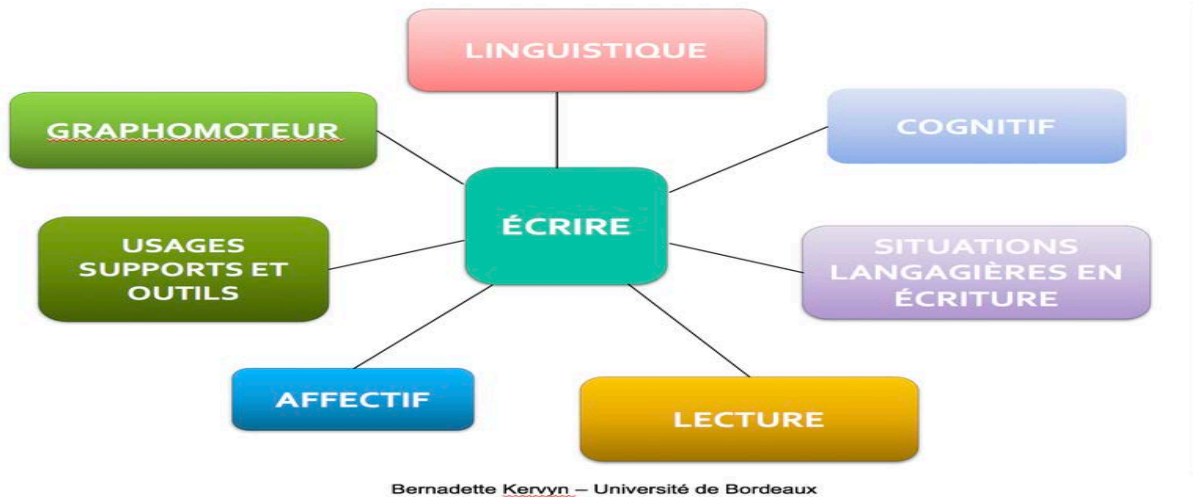 LINGUISTIQUE
GRAPHOMOTEUR
COGNITIF
ÉCRIRE
USAGES
SUPPORTS ET
OUTILS
SITUATIONS
LANGAGIÈRES EN
ÉCRITURE
AFFECTIF
LECTURE
Bernadette Kervyn – Université de Bordeaux